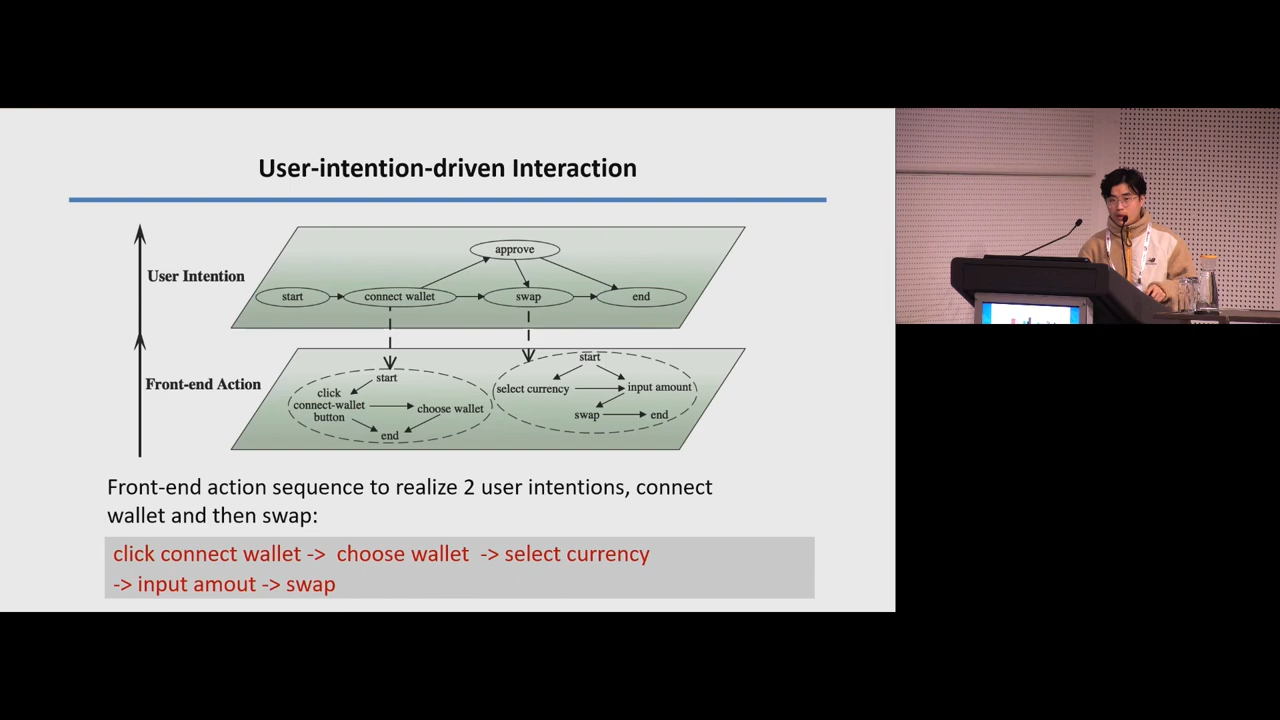 User-intention-driven Interaction
User Intention
approve
start
connect wallet
swap
end
Front-end Action
start
click
connect-wallet
button
choose wallet
end
start
select currency
input amount
swap
end
Front-end action sequence to realize 2 user intentions, connect
wallet and then swap:
click connect wallet -> choose wallet -> select currency
-> input amout -> swap